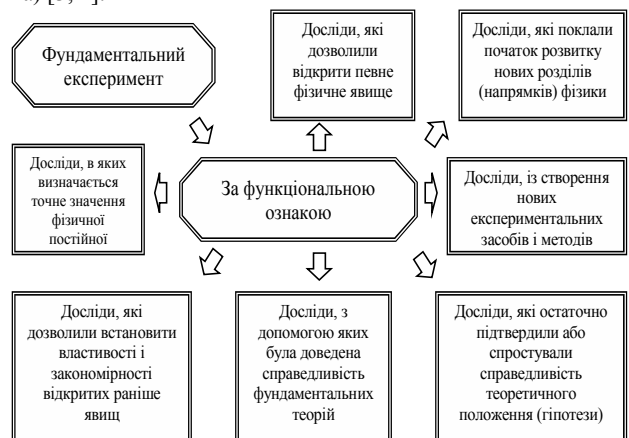 Фундаментальний
експеримент
Досліди, які
дозволили
відкрити певне
фізичне явище
Досліди, які поклали
початок розвитку
нових розділів
(напрямків) фізики
Досліди, в яких
визначається
точне значення
фізичної
постійної
За функціональною
ознакою
Досліди, із створення
нових
експериментальних
засобів і методів
Досліди, які
дозволили встановити
властивості і
закономірності
відкритих раніше
явищ
Досліди, з
допомогою яких
була доведена
справедливість
фундаментальних
теорій
Досліди, які остаточно
підтвердили або
спростували
справедливість
теоретичного
положення (гіпотези)